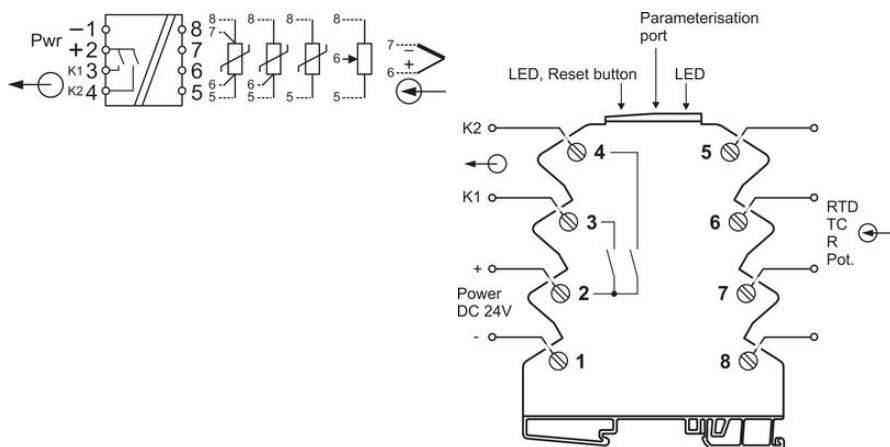 Pwr
−1
+2
K1 3
K2 4
8
7
6
5
8
7
6
5
8
6
5
8
5
8
6
5
7
−
+
6
Parameterisation
port
LED, Reset button
LED
K2
4
5
K1
3
6
RTD
TC
R
Pot.
+
Power
DC 24V
2
7
-
1
8